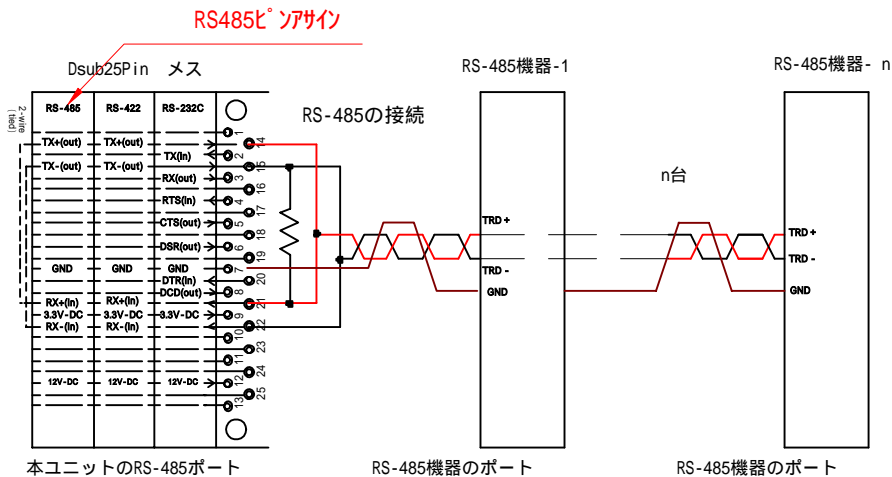 RS485ピンアサイン
Dsub25Pin メス
RS-485機器-1
RS-485機器- n
RS-485 RS-422 RS-232C
RS-485の接続
2-wire
(tied)
1
14
TX+(out) TX+(out)
TX(in) 2
15
TX-(out) TX-(out)
RX(out) 3
16
RTS(in) 4
17
CTS(out) 5
18
DSR(out) 6
19
GND GND GND 7
DTR(in) 20
DCD(out) 8
RX+(in) RX+(in) 21
3.3V-DC 3.3V-DC 3.3V-DC 9
RX-(in) RX-(in) 22
10
23
11
24
12V-DC 12V-DC 12V-DC 12
25
13
n台
TRD +
TRD -
GND
TRD +
TRD -
GND
本ユニットのRS-485ポート
RS-485機器のポート
RS-485機器のポート